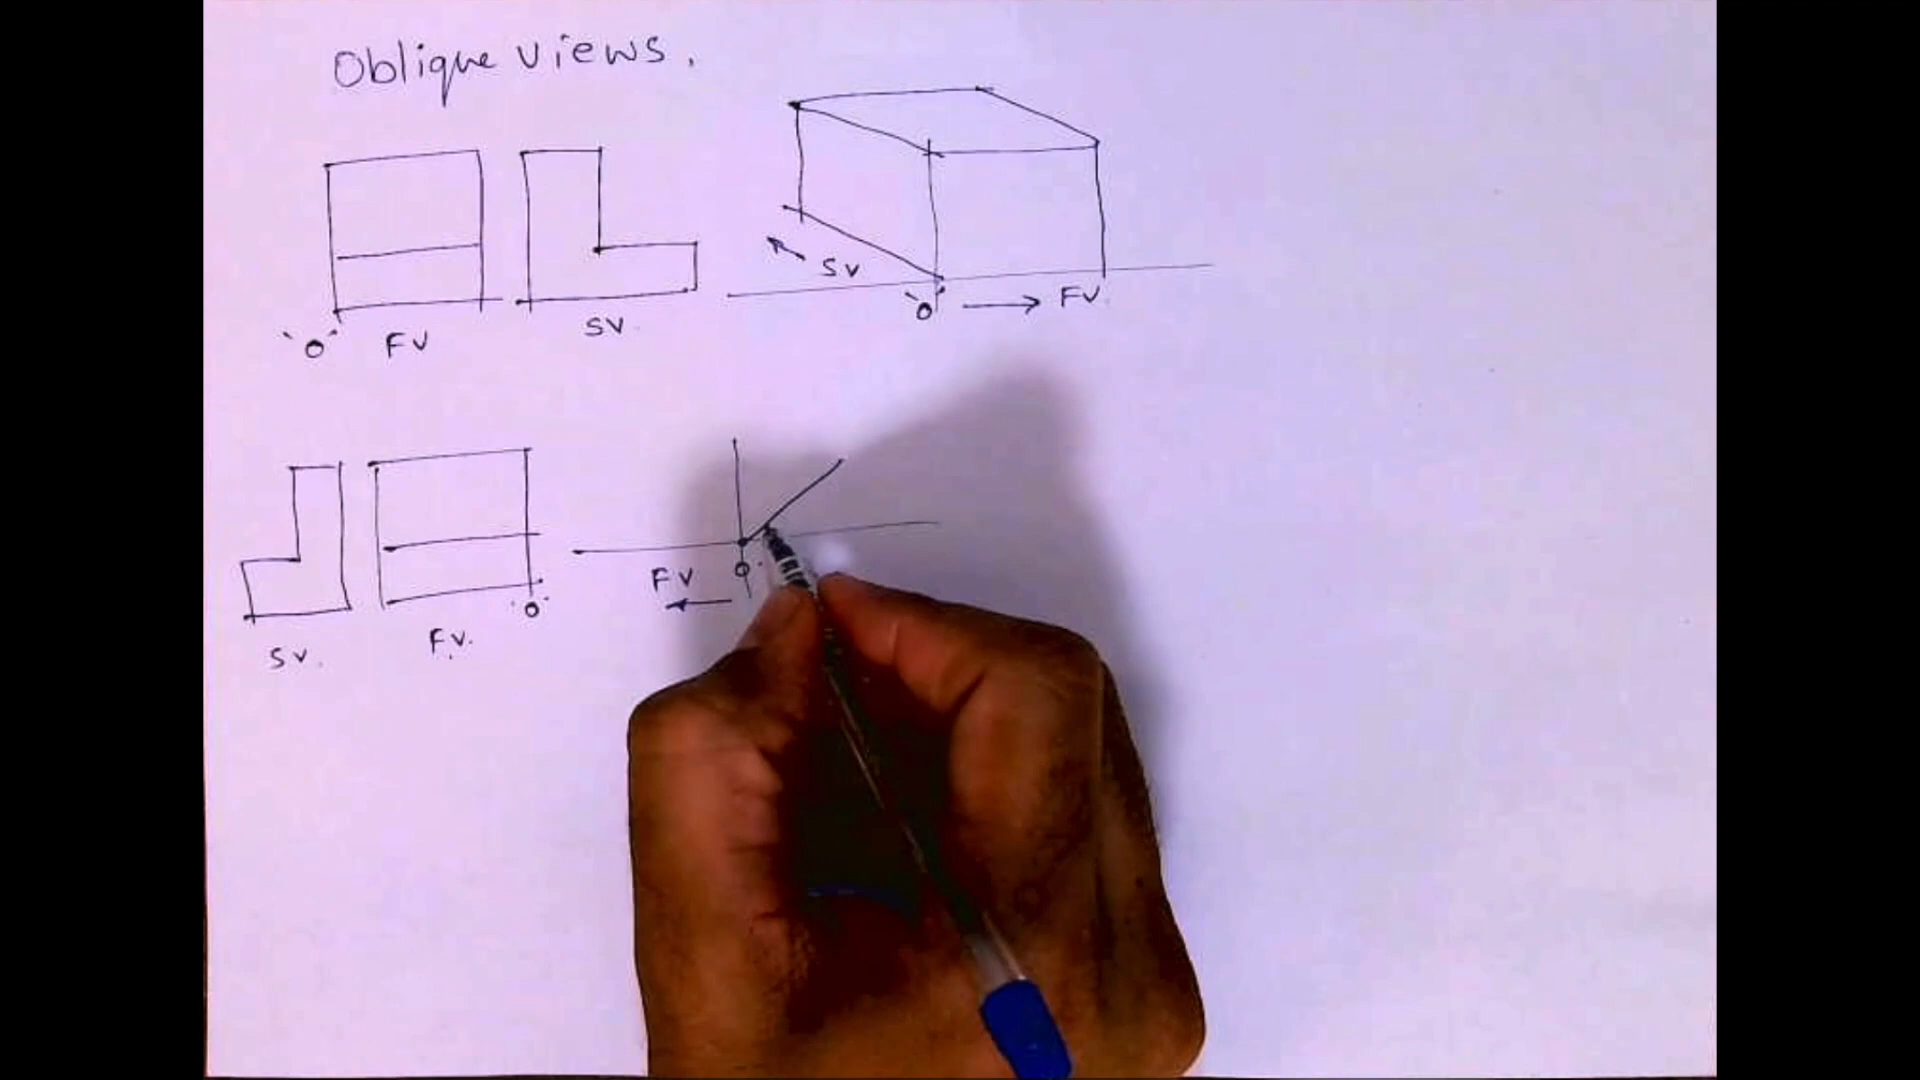 Oblique views.
SV
'O' → FV
'O' FV
SV
FV
O
'O'
SV.
F.V.